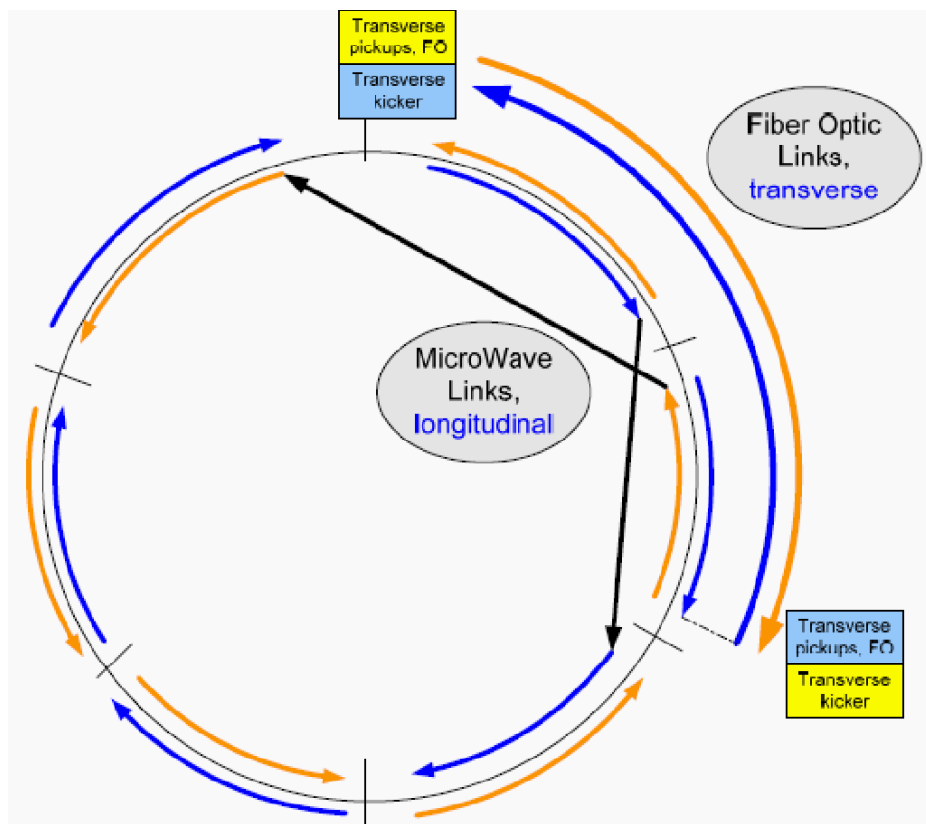 Transverse
pickups, FO
Transverse
kicker
Fiber Optic
Links,
transverse
MicroWave
Links,
longitudinal
Transverse
pickups, FO
Transverse
kicker